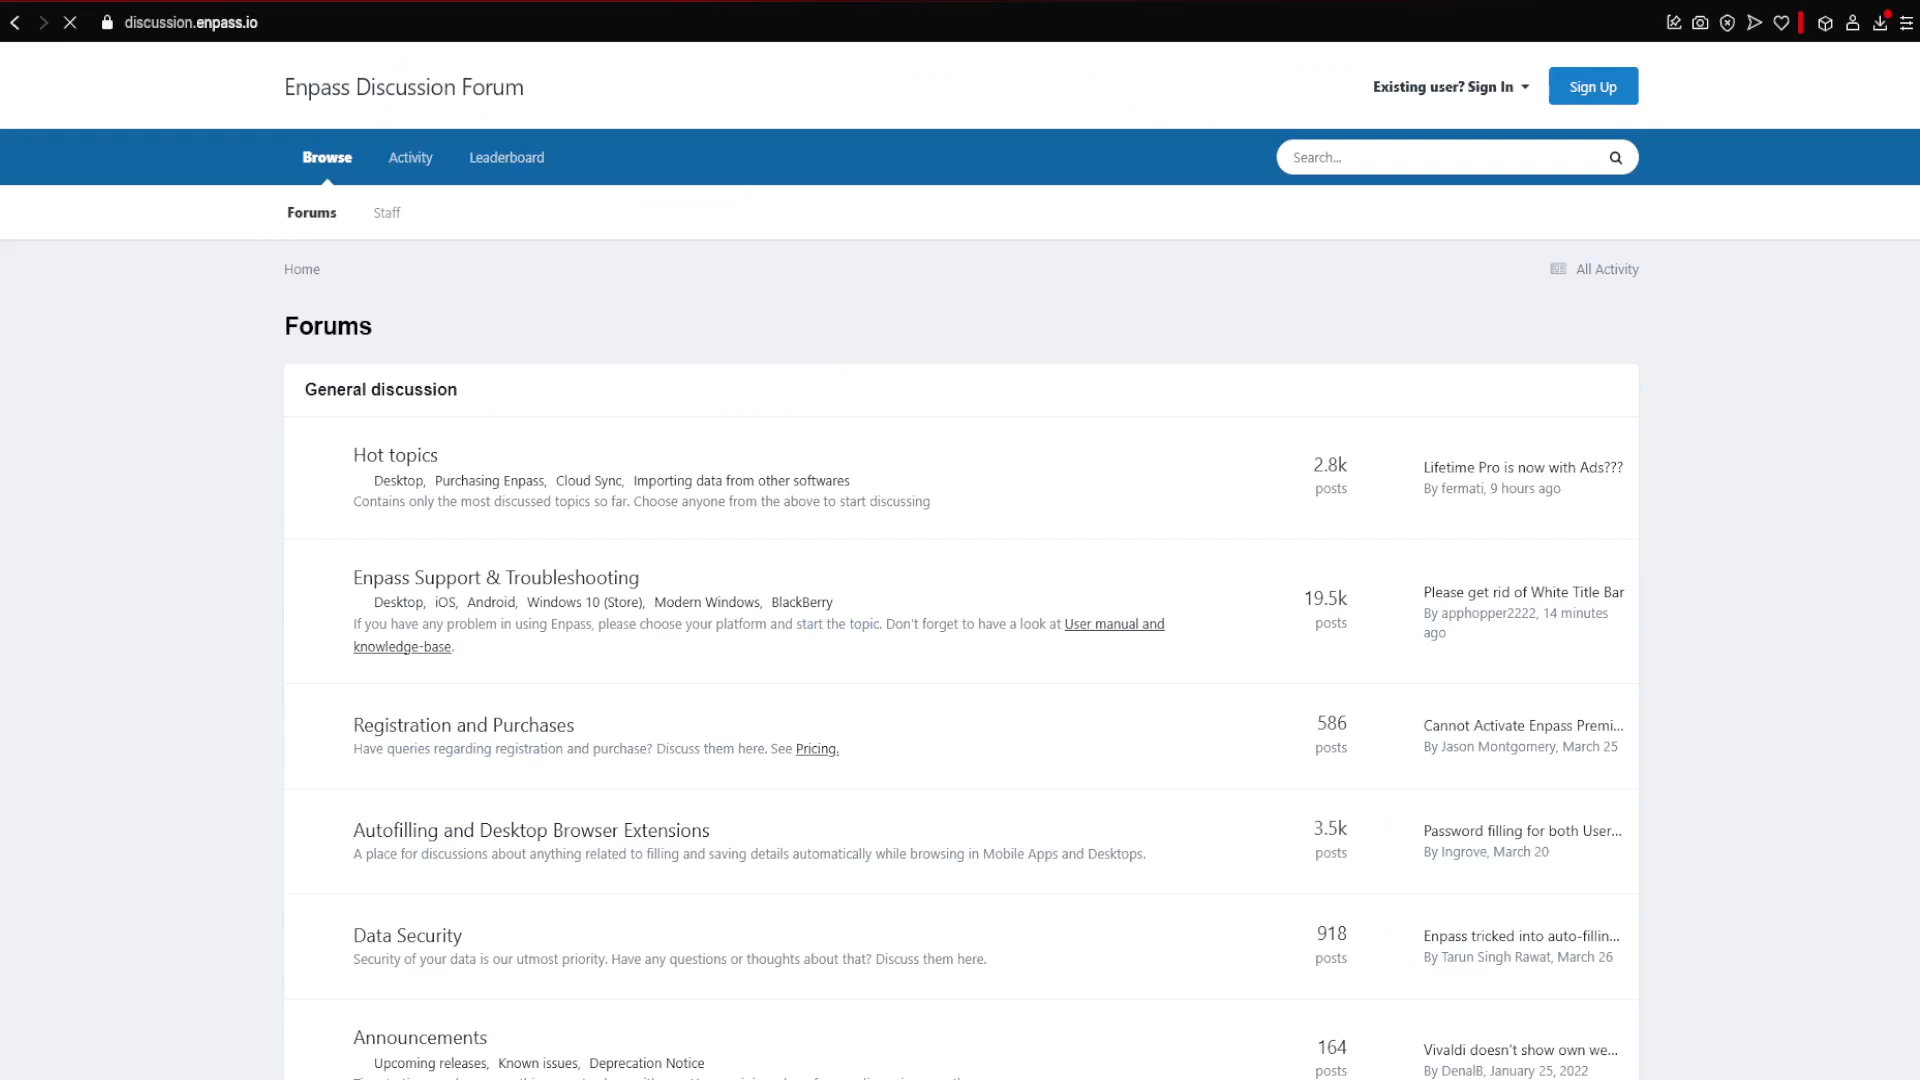 discussion.enpass.io
Enpass Discussion Forum
Existing user? Sign In
Sign Up
Browse
Activity
Leaderboard
Search...
Forums
Staff
Home
All Activity
Forums
General discussion
Hot topics
Desktop, Purchasing Enpass, Cloud Sync, Importing data from other softwares
Contains only the most discussed topics so far. Choose anyone from the above to start discussing
2.8k
posts
Lifetime Pro is now with Ads???
By fermati, 9 hours ago
Enpass Support & Troubleshooting
Desktop, iOS, Android, Windows 10 (Store), Modern Windows, BlackBerry
If you have any problem in using Enpass, please choose your platform and start the topic. Don't forget to have a look at User manual and
knowledge-base.
19.5k
posts
Please get rid of White Title Bar
By apphopper2222, 14 minutes
ago
Registration and Purchases
Have queries regarding registration and purchase? Discuss them here. See Pricing.
586
posts
Cannot Activate Enpass Premi...
By Jason Montgomery, March 25
Autofilling and Desktop Browser Extensions
A place for discussions about anything related to filling and saving details automatically while browsing in Mobile Apps and Desktops.
3.5k
posts
Password filling for both User...
By Ingrove, March 20
Data Security
Security of your data is our utmost priority. Have any questions or thoughts about that? Discuss them here.
918
posts
Enpass tricked into auto-fillin...
By Tarun Singh Rawat, March 26
Announcements
Upcoming releases, Known issues, Deprecation Notice
164
posts
Vivaldi doesn't show own we...
By DenalB, January 25, 2022